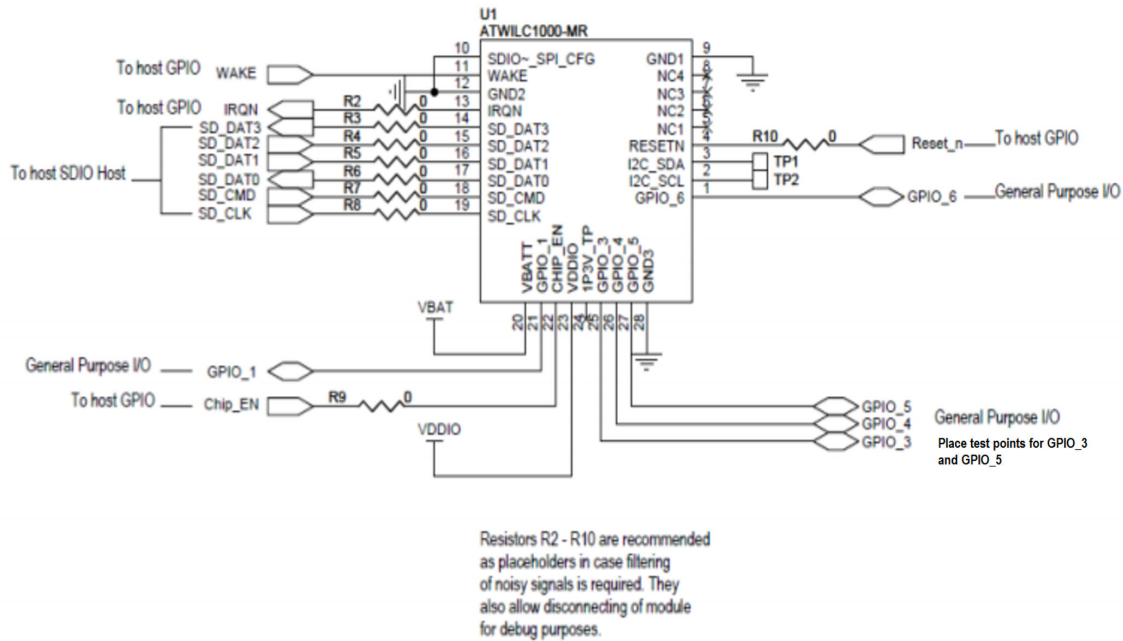 U1
ATWILC1000-MR
10 SDIO~_SPI_CFG GND1 9
To host GPIO WAKE 11 WAKE NC4 8
12 GND2 NC3 7
To host GPIO IRQN R2 0 13 IRQN NC2 6
SD_DAT3 R3 0 14 SD_DAT3 NC1 5
SD_DAT2 R4 0 15 SD_DAT2 RESETN 4 R10 0 Reset_n To host GPIO
To host SDIO Host SD_DAT1 R5 0 16 SD_DAT1 I2C_SDA 3 TP1
SD_DAT0 R6 0 17 SD_DAT0 I2C_SCL 2 TP2
SD_CMD R7 0 18 SD_CMD GPIO_6 1 GPIO_6 General Purpose I/O
SD_CLK R8 0 19 SD_CLK
VBATT GPIO_1 CHIP_EN VDDIO 1P3V_TP GPIO_3 GPIO_4 GPIO_5 GND3
20 21 22 23 24 25 26 27 28
VBAT
General Purpose I/O GPIO_1
To host GPIO Chip_EN R9 0
VDDIO
GPIO_5
GPIO_4 General Purpose I/O
GPIO_3 Place test points for GPIO_3
and GPIO_5
Resistors R2 - R10 are recommended
as placeholders in case filtering
of noisy signals is required. They
also allow disconnecting of module
for debug purposes.